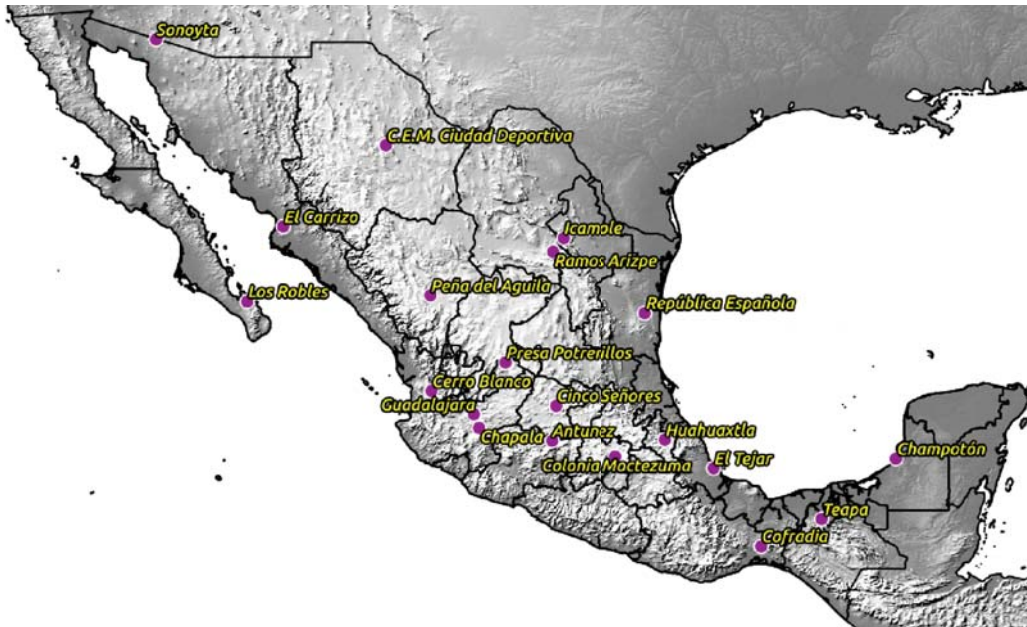 Sonoyta
C.E.M. Ciudad Deportiva
El Carrizo
Icamole
Ramos Arizpe
Peña del Aguila
Los Robles
República Española
Presa Potrerillos
Cerro Blanco
Cinco Señores
Guadalajara
Chapala
Antunez
Huahuaxtla
Champotón
El Tejar
Colonia Moctezuma
Teapa
Cofradia